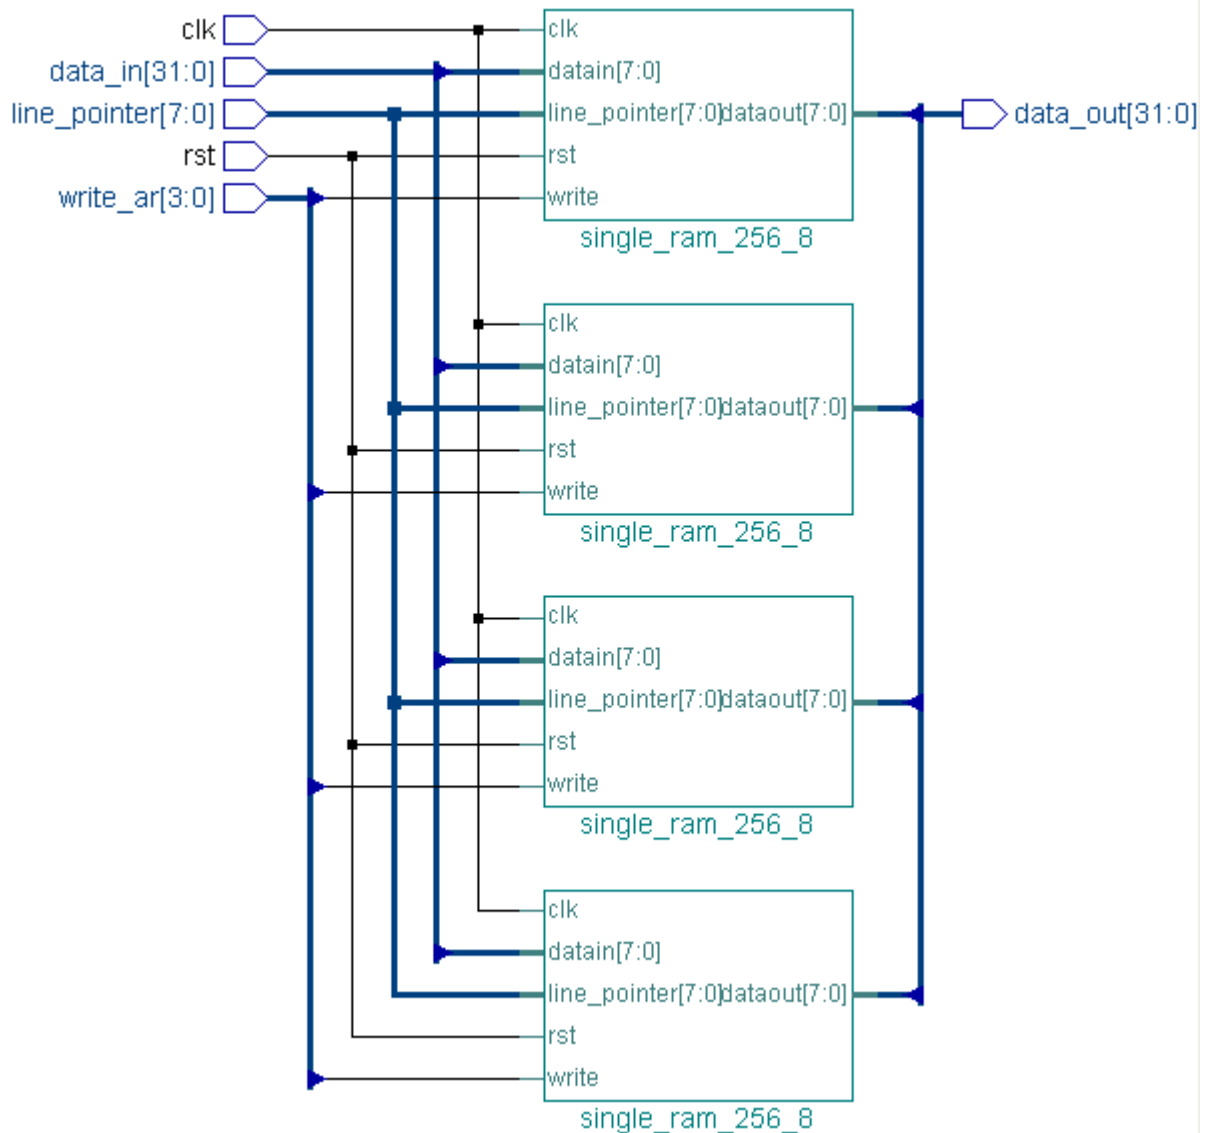 clk
data_in[31:0]
line_pointer[7:0]
rst
write_ar[3:0]
clk
datain[7:0]
line_pointer[7:0]dataout[7:0]
rst
write
single_ram_256_8
data_out[31:0]
clk
datain[7:0]
line_pointer[7:0]dataout[7:0]
rst
write
single_ram_256_8
clk
datain[7:0]
line_pointer[7:0]dataout[7:0]
rst
write
single_ram_256_8
clk
datain[7:0]
line_pointer[7:0]dataout[7:0]
rst
write
single_ram_256_8